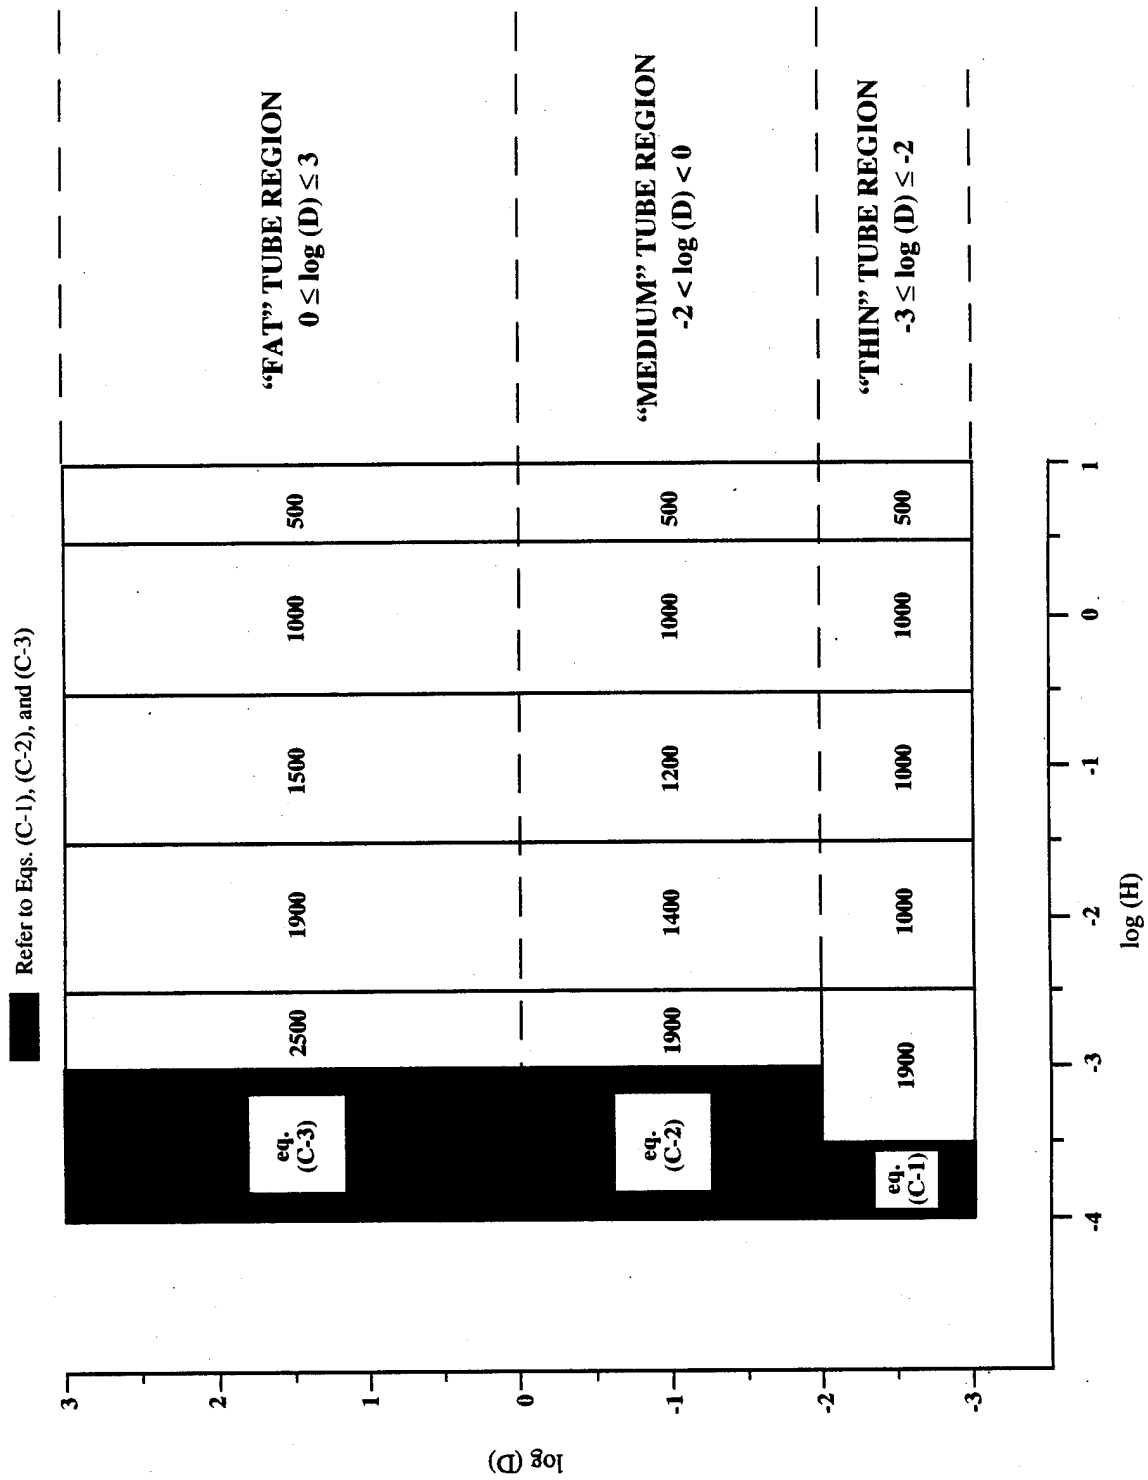 Refer to Eqs. (C-1), (C-2), and (C-3)
log (D)
3
2
1
0
-1
-2
-3
eq.
(C-3)
2500
1900
1500
1000
500
"FAT" TUBE REGION
0 ≤ log (D) ≤ 3
eq.
(C-2)
1900
1400
1200
1000
500
"MEDIUM" TUBE REGION
-2 < log (D) < 0
eq.
(C-1)
1900
1000
1000
1000
500
"THIN" TUBE REGION
-3 ≤ log (D) ≤ -2
-4
-3
-2
-1
0
1
log (H)